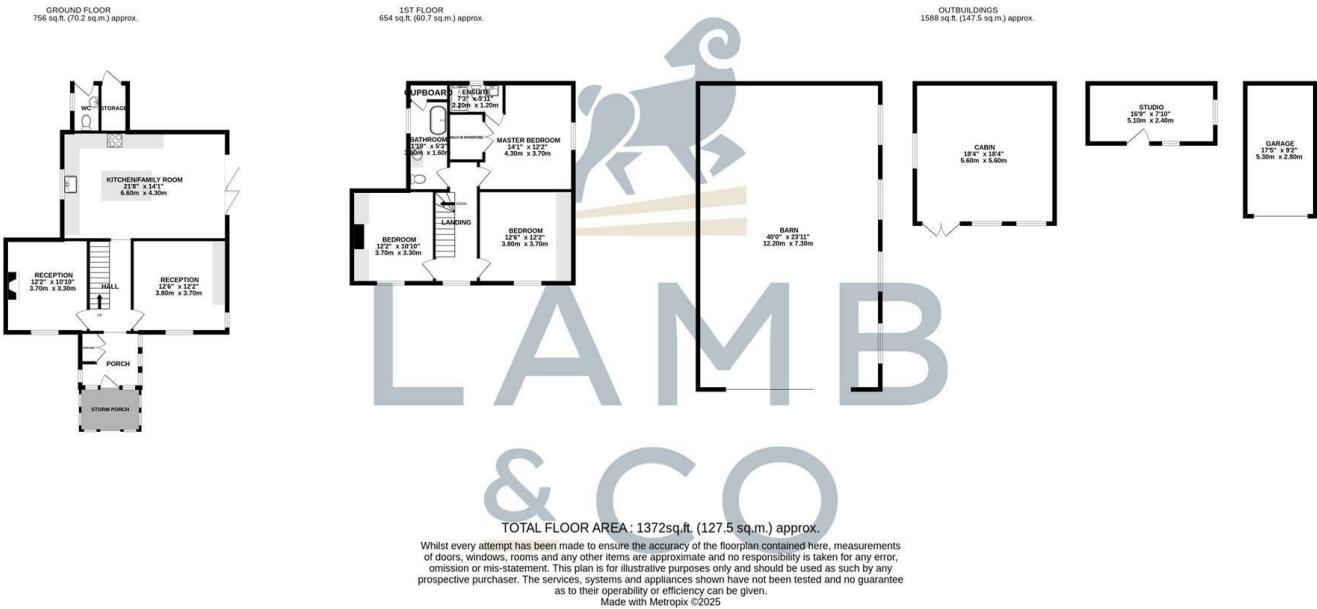 GROUND FLOOR
756 sq.ft. (70.2 sq.m.) approx.
1ST FLOOR
654 sq.ft. (60.7 sq.m.) approx.
OUTBUILDINGS
1588 sq.ft. (147.5 sq.m.) approx.
WC
STORAGE
KITCHEN/FAMILY ROOM
21'8" x 14'1"
6.60m x 4.30m
RECEPTION
12'2" x 10'10"
3.70m x 3.30m
HALL
UP
RECEPTION
12'6" x 12'2"
3.80m x 3.70m
PORCH
STORM PORCH
CUPBOARD
ENSUITE
7'3" x 3'11"
2.20m x 1.20m
BATHROOM
11'10" x 5'3"
3.60m x 1.60m
WALK-IN WARDROBE
MASTER BEDROOM
14'1" x 12'2"
4.30m x 3.70m
DOWN
LANDING
BEDROOM
12'2" x 10'10"
3.70m x 3.30m
BEDROOM
12'6" x 12'2"
3.80m x 3.70m
BARN
40'0" x 23'11"
12.20m x 7.30m
CABIN
18'4" x 18'4"
5.60m x 5.60m
STUDIO
16'9" x 7'10"
5.10m x 2.40m
GARAGE
17'5" x 9'2"
5.30m x 2.80m
LAMB
& CO
TOTAL FLOOR AREA : 1372sq.ft. (127.5 sq.m.) approx.
Whilst every attempt has been made to ensure the accuracy of the floorplan contained here, measurements
of doors, windows, rooms and any other items are approximate and no responsibility is taken for any error,
omission or mis-statement. This plan is for illustrative purposes only and should be used as such by any
prospective purchaser. The services, systems and appliances shown have not been tested and no guarantee
as to their operability or efficiency can be given.
Made with Metropix ©2025